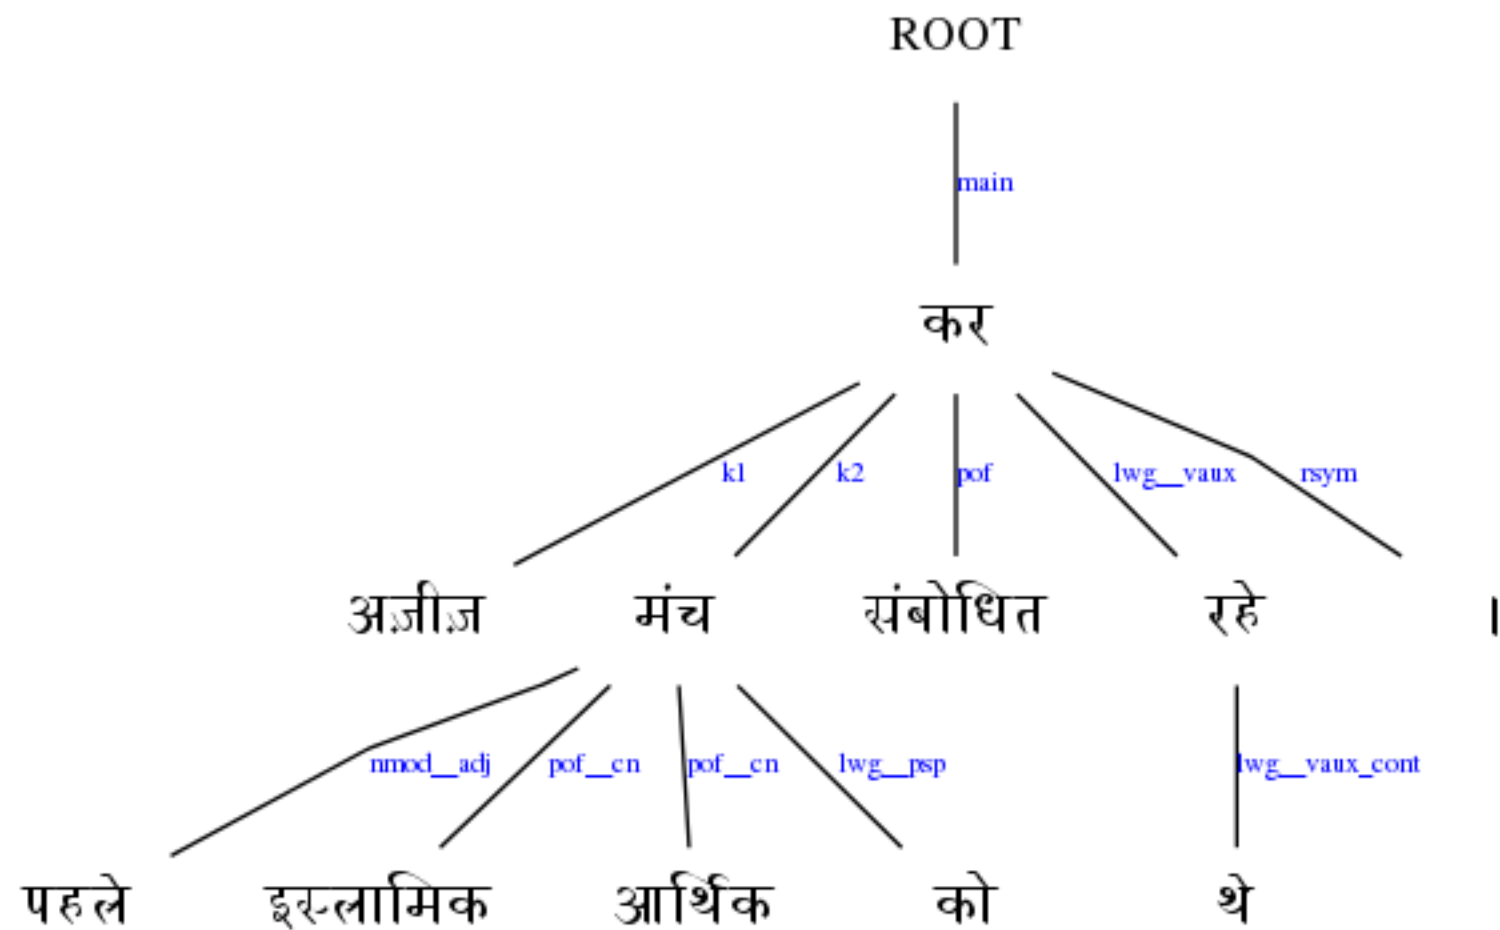 ROOT
main
कर
k1 k2 pof lwg__vaux rsym
अज़ीज़ मंच संबोधित रहे ।
nmod__adj pof__cn pof__cn lwg__psp lwg__vaux_cont
पहले इस्लामिक आर्थिक को थे